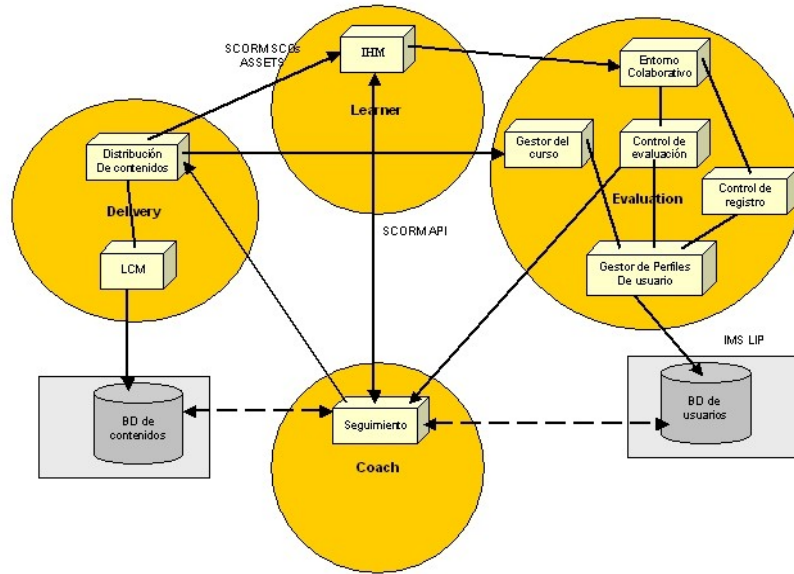 SCORM SCOs
ASSETS
IHM
Learner
Entorno
Colaborativo
Gestor del
curso
Control de
evaluación
Control de
registro
Evaluation
Gestor de Perfiles
De usuario
Distribución
De contenidos
Delivery
LCM
SCORM API
IMS LIP
BD de
contenidos
Seguimiento
Coach
BD de
usuarios